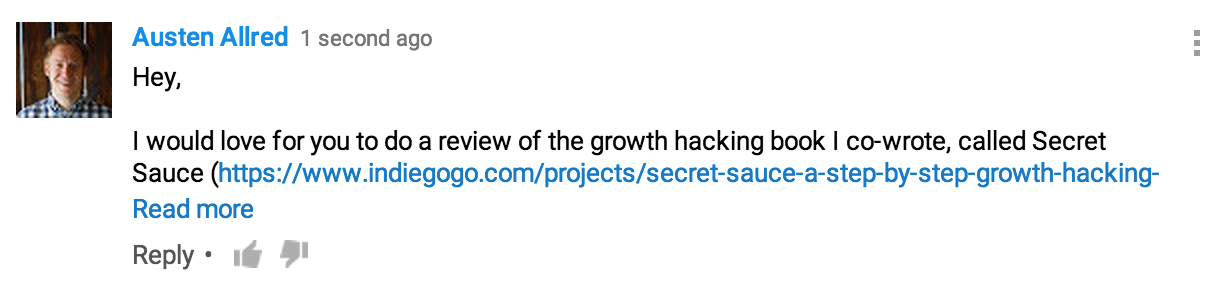 Austen Allred 1 second ago
Hey,
I would love for you to do a review of the growth hacking book I co-wrote, called Secret
Sauce (https://www.indiegogo.com/projects/secret-sauce-a-step-by-step-growth-hacking-
Read more
Reply •